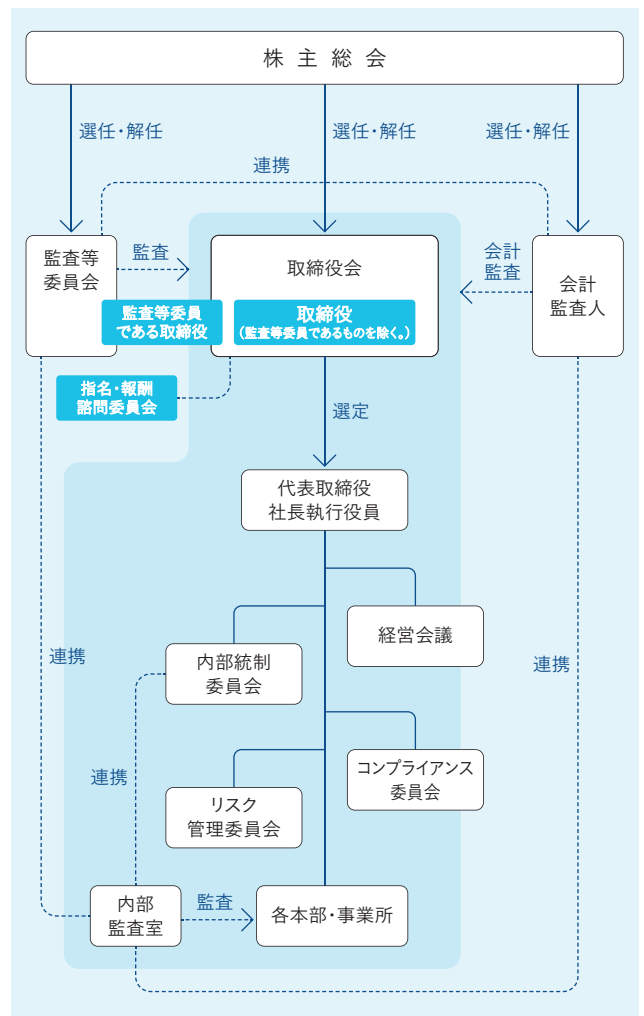 株主総会
選任・解任
選任・解任
選任・解任
連携
監査等
委員会
監査
取締役会
会計
監査
会計
監査人
監査等委員
である取締役
取締役
（監査等委員であるものを除く。）
指名・報酬
諮問委員会
選定
代表取締役
社長執行役員
経営会議
内部統制
委員会
連携
連携
連携
コンプライアンス
委員会
リスク
管理委員会
内部
監査室
監査
各本部・事業所